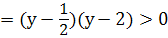 = (y − 1/2)(y − 2) > 0